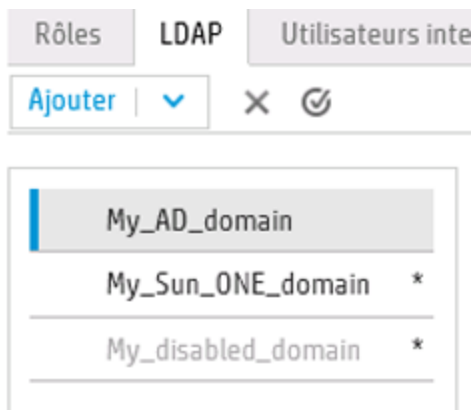 Rôles LDAP Utilisateurs inte
Ajouter
My_AD_domain
My_Sun_ONE_domain *
My_disabled_domain *